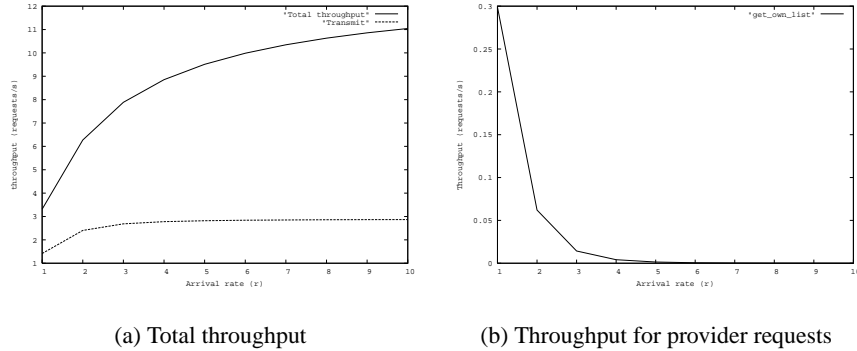 12
11
10
9
8
7
6
5
4
3
2
1
throughput (requests/s)
"Total throughput"
"Transmit"
1 2 3 4 5 6 7 8 9 10
Arrival rate (r)
(a) Total throughput
0.3
0.25
0.2
0.15
0.1
0.05
0
Throughput (requests/s)
"get_own_list"
1 2 3 4 5 6 7 8 9 10
Arrival rate (r)
(b) Throughput for provider requests